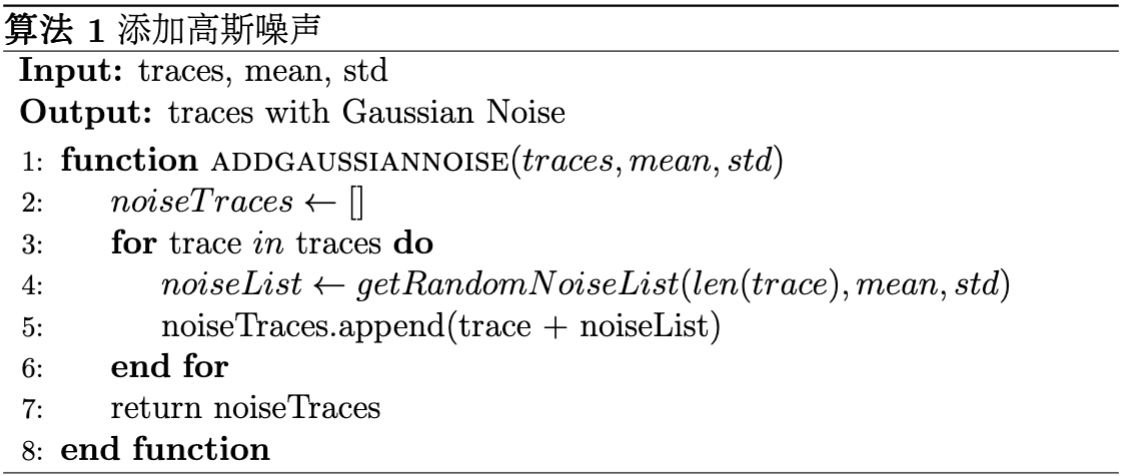 算法 1 添加高斯噪声
Input: traces, mean, std
Output: traces with Gaussian Noise
1: function ADDGAUSSIANNOISE(traces, mean, std)
2: noiseTraces ← []
3: for trace in traces do
4: noiseList ← getRandomNoiseList(len(trace), mean, std)
5: noiseTraces.append(trace + noiseList)
6: end for
7: return noiseTraces
8: end function